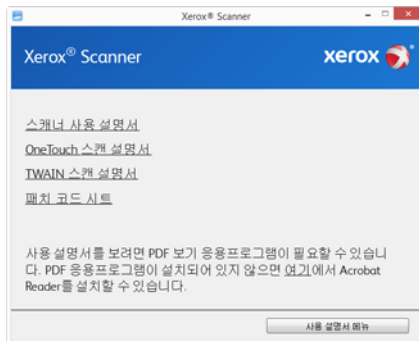 Xerox® Scanner
Xerox® Scanner
xerox
스캐너 사용 설명서
OneTouch 스캔 설명서
TWAIN 스캔 설명서
패치 코드 시트
사용 설명서를 보려면 PDF 보기 응용프로그램이 필요할 수 있습니
다. PDF 응용프로그램이 설치되어 있지 않으면 여기에서 Acrobat
Reader를 설치할 수 있습니다.
사용 설명서 메뉴